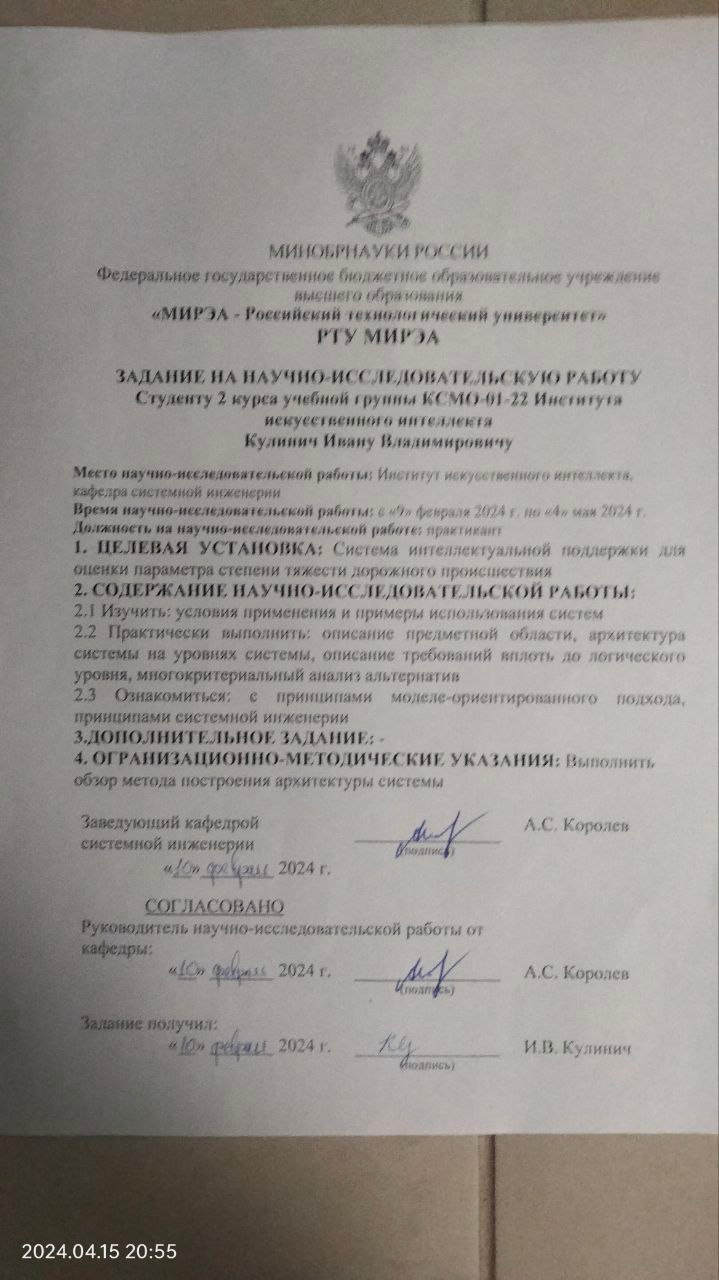 МИНОБРНАУКИ РОССИИ
Федеральное государственное бюджетное образовательное учреждение
высшего образования
«МИРЭА - Российский технологический университет»
РТУ МИРЭА
ЗАДАНИЕ НА НАУЧНО-ИССЛЕДОВАТЕЛЬСКУЮ РАБОТУ
Студенту 2 курса учебной группы КСМО-01-22 Института
искусственного интеллекта
Кулинич Ивану Владимировичу
Место научно-исследовательской работы: Институт искусственного интеллекта,
кафедра системной инженерии
Время научно-исследовательской работы: с «9» февраля 2024 г. по «4» мая 2024 г.
Должность на научно-исследовательской работе: практикант
1. ЦЕЛЕВАЯ УСТАНОВКА: Система интеллектуальной поддержки для
оценки параметра степени тяжести дорожного происшествия
2. СОДЕРЖАНИЕ НАУЧНО-ИССЛЕДОВАТЕЛЬСКОЙ РАБОТЫ:
2.1 Изучить: условия применения и примеры использования систем
2.2 Практически выполнить: описание предметной области, архитектура
системы на уровнях системы, описание требований вплоть до логического
уровня, многокритериальный анализ альтернатив
2.3 Ознакомиться: с принципами моделе-ориентированного подхода,
принципами системной инженерии
3.ДОПОЛНИТЕЛЬНОЕ ЗАДАНИЕ: -
4. ОГРАНИЗАЦИОННО-МЕТОДИЧЕСКИЕ УКАЗАНИЯ: Выполнить
обзор метода построения архитектуры системы
Заведующий кафедрой
системной инженерии (подпись) А.С. Королев
«10» февраля 2024 г.
СОГЛАСОВАНО
Руководитель научно-исследовательской работы от
кафедры:
«10» февраля 2024 г. (подпись) А.С. Королев
Задание получил:
«10» февраля 2024 г. (подпись) И.В. Кулинич
2024.04.15 20:55